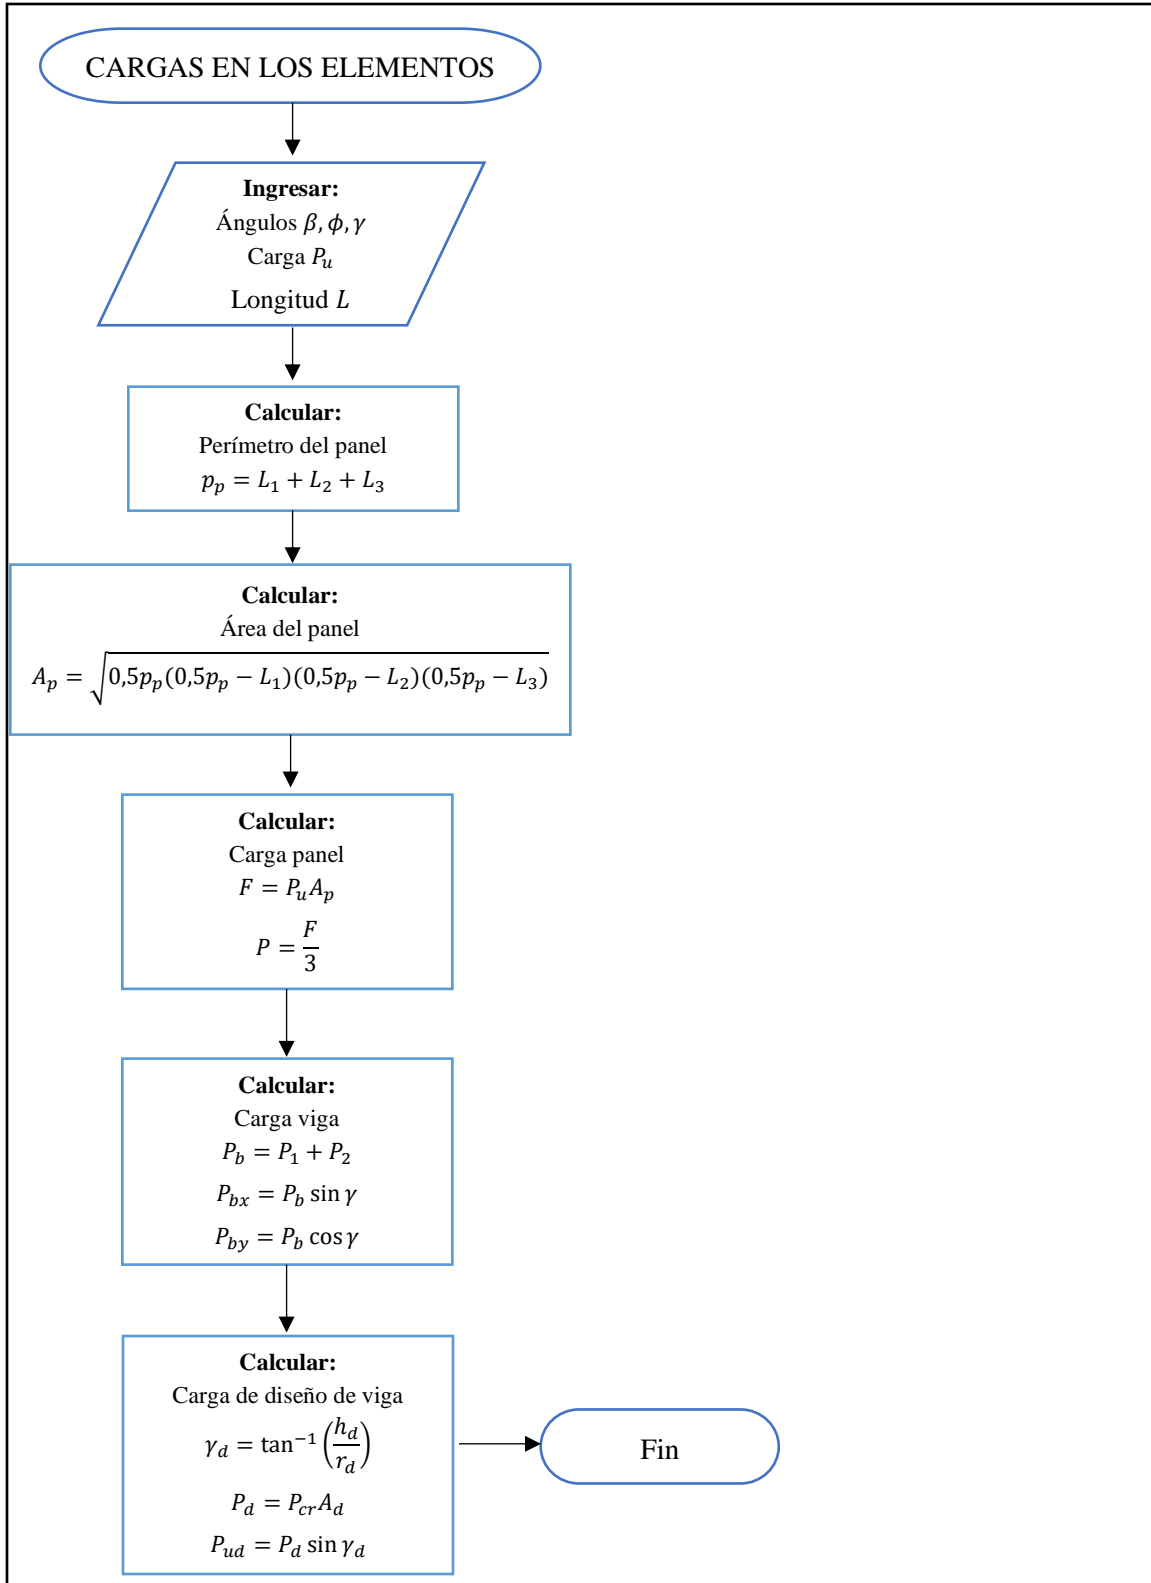 CARGAS EN LOS ELEMENTOS
Ingresar:
Ángulos β, ϕ, γ
Carga P_u
Longitud L
Calcular:
Perímetro del panel
p_p = L_1 + L_2 + L_3
Calcular:
Área del panel
A_p = √(0,5p_p(0,5p_p − L_1)(0,5p_p − L_2)(0,5p_p − L_3))
Calcular:
Carga panel
F = P_u A_p
P = F/3
Calcular:
Carga viga
P_b = P_1 + P_2
P_bx = P_b sin γ
P_by = P_b cos γ
Calcular:
Carga de diseño de viga
γ_d = tan⁻¹(h_d/r_d)
P_d = P_cr A_d
P_ud = P_d sin γ_d
Fin